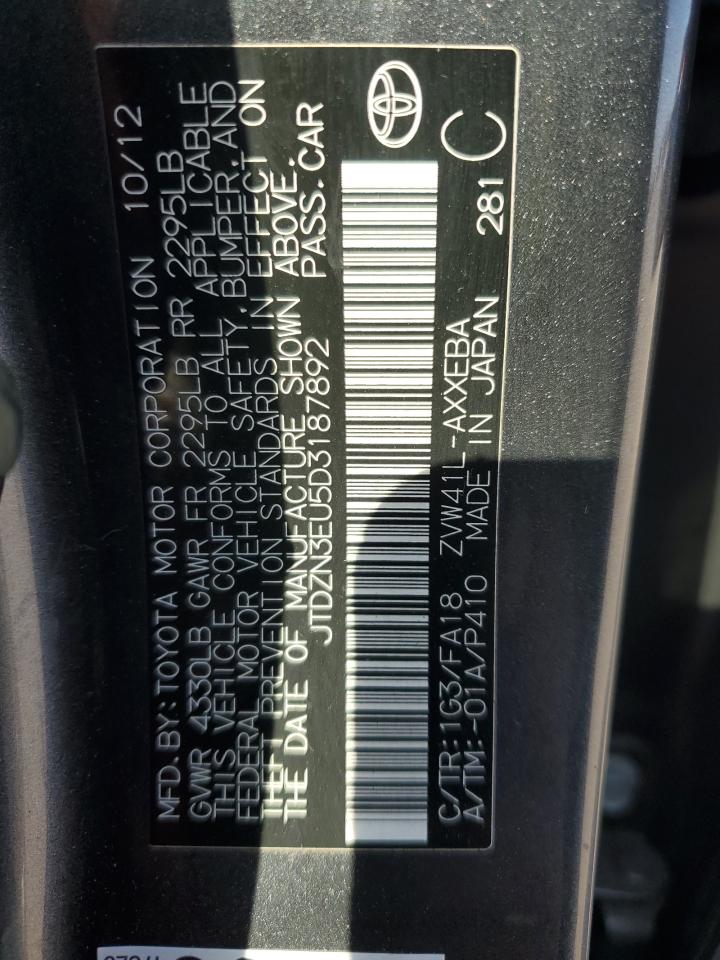 MFD. BY: TOYOTA MOTOR CORPORATION 10/12
GVWR 4330LB GAWR FR 2295LB RR 2295LB
THIS VEHICLE CONFORMS TO ALL APPLICABLE
FEDERAL MOTOR VEHICLE SAFETY, BUMPER, AND
THEFT PREVENTION STANDARDS IN EFFECT ON
THE DATE OF MANUFACTURE SHOWN ABOVE.
JTDZN3EU5D3187892 PASS. CAR
C/TR: 1G3/FA18 ZVW41L-AXXEBA
A/TM: -01A/P410 MADE IN JAPAN 281
C